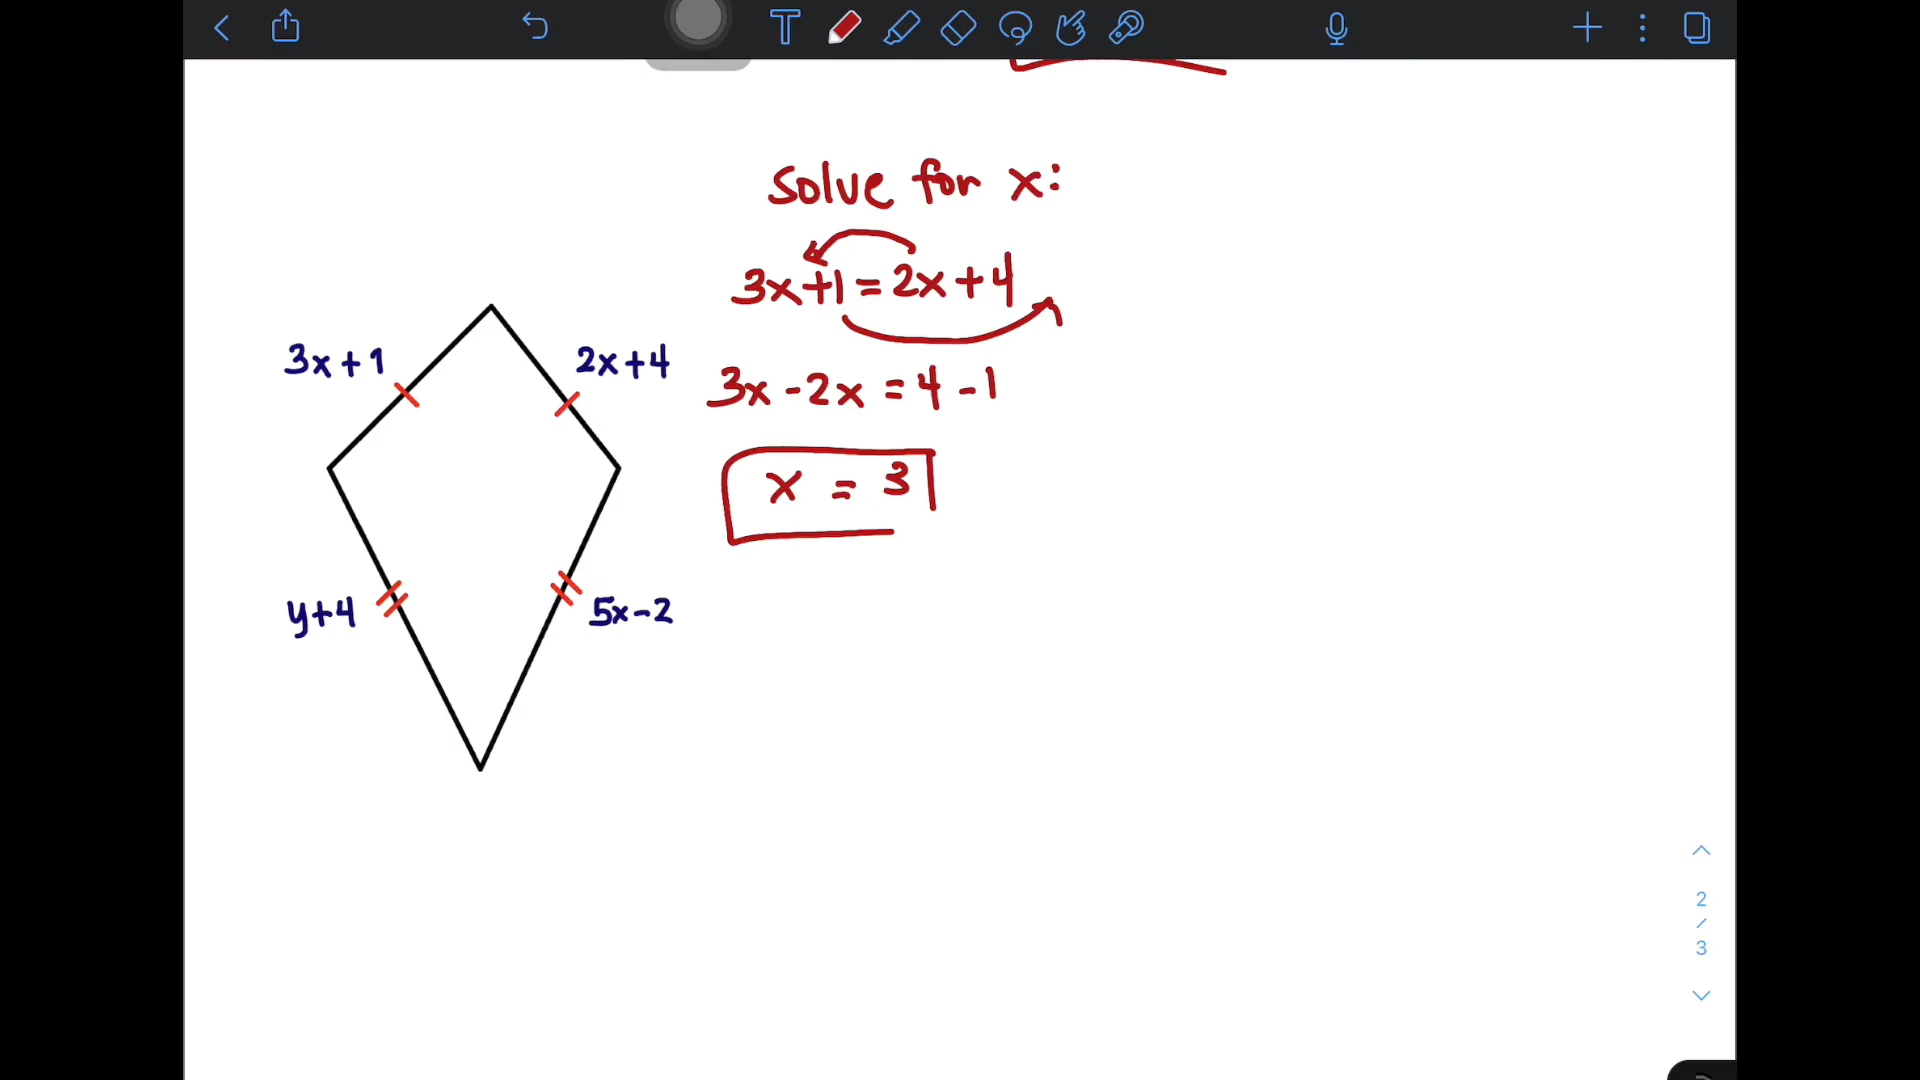 Solve for x:
3x+1=2x+4
3x-2x=4-1
x = 3
3x+1
2x+4
y+4
5x-2
2
/
3